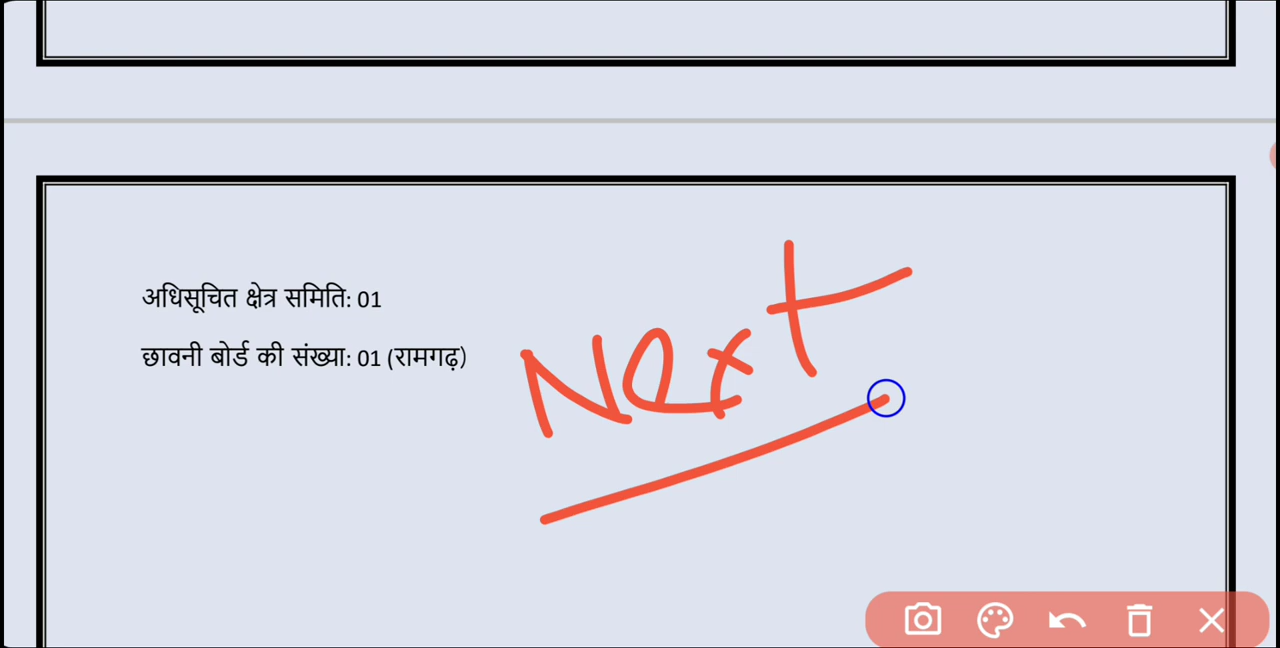 अधिसूचित क्षेत्र समिति: 01
छावनी बोर्ड की संख्या: 01 (रामगढ़)
Next